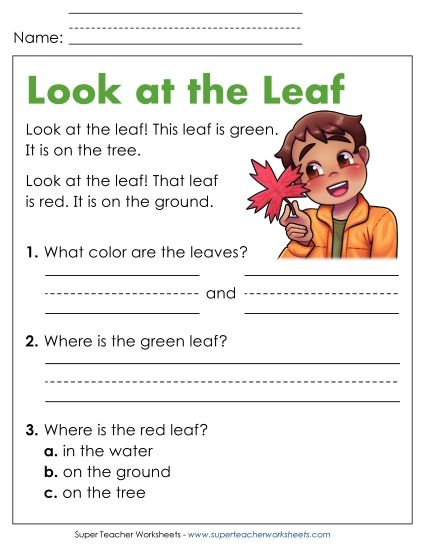 Name:
Look at the Leaf
Look at the leaf! This leaf is green.
It is on the tree.
Look at the leaf! That leaf
is red. It is on the ground.
1. What color are the leaves?
and
2. Where is the green leaf?
3. Where is the red leaf?
a. in the water
b. on the ground
c. on the tree
Super Teacher Worksheets - www.superteacherworksheets.com